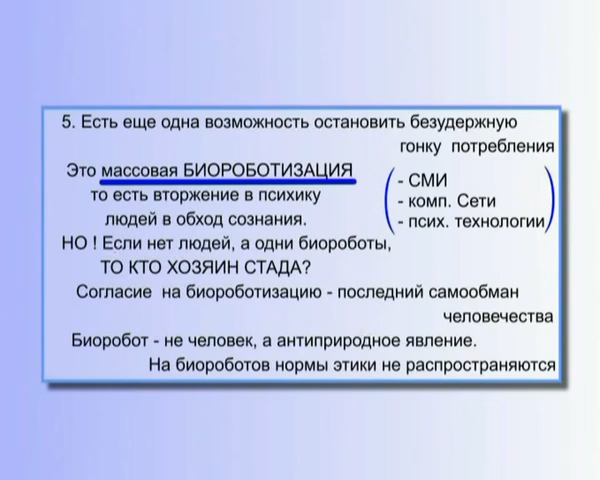 5. Есть еще одна возможность остановить безудержную
гонку потребления
Это массовая БИОРОБОТИЗАЦИЯ
то есть вторжение в психику
людей в обход сознания.
- СМИ
- комп. Сети
- псих. технологии
НО ! Если нет людей, а одни биороботы,
ТО КТО ХОЗЯИН СТАДА?
Согласие на биороботизацию - последний самообман
человечества
Биоробот - не человек, а антиприродное явление.
На биороботов нормы этики не распространяются